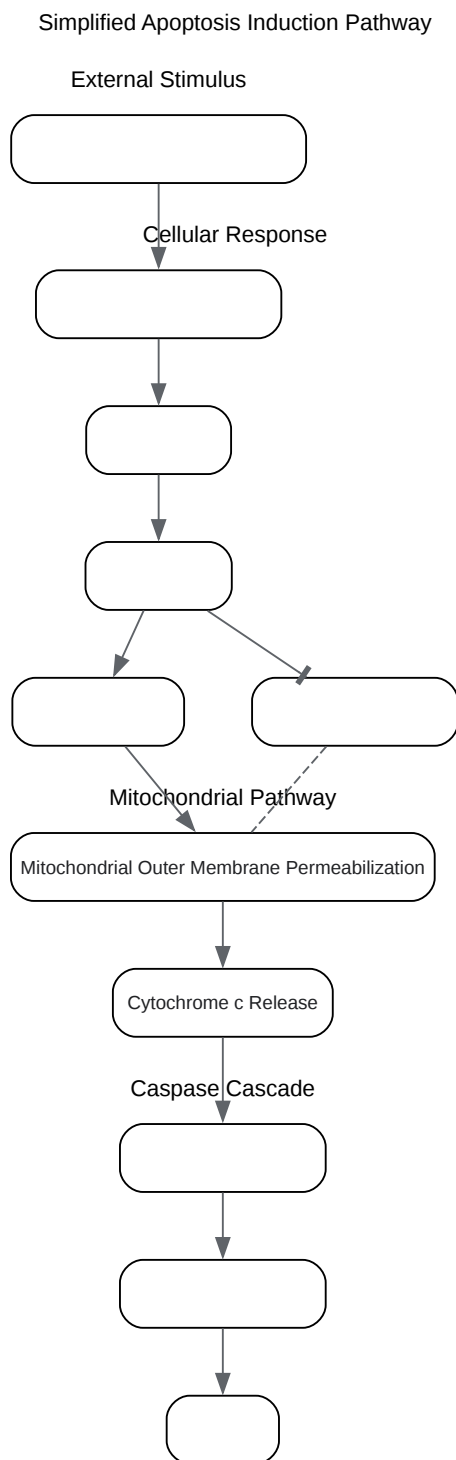 Simplified Apoptosis Induction Pathway
External Stimulus
Cellular Response
Mitochondrial Pathway
Mitochondrial Outer Membrane Permeabilization
Cytochrome c Release
Caspase Cascade